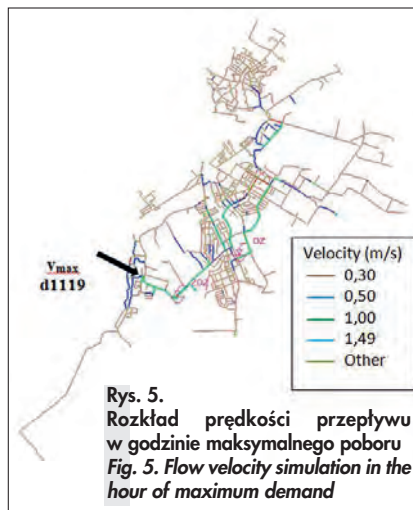 Vmax
d1119
Velocity (m/s)
0,30
0,50
1,00
1,49
Other
Rys. 5.
Rozkład prędkości przepływu
w godzinie maksymalnego poboru
Fig. 5. Flow velocity simulation in the
hour of maximum demand